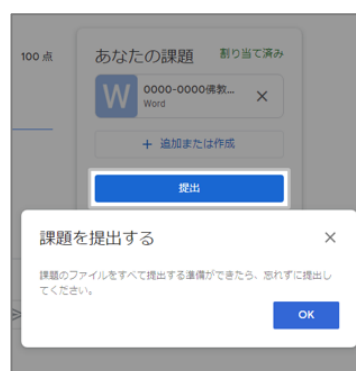 100 点
あなたの課題
割り当て済み
W
0000-0000佛教...
Word
+ 追加または作成
提出
課題を提出する
課題のファイルをすべて提出する準備ができたら、忘れずに提出し
てください。
OK